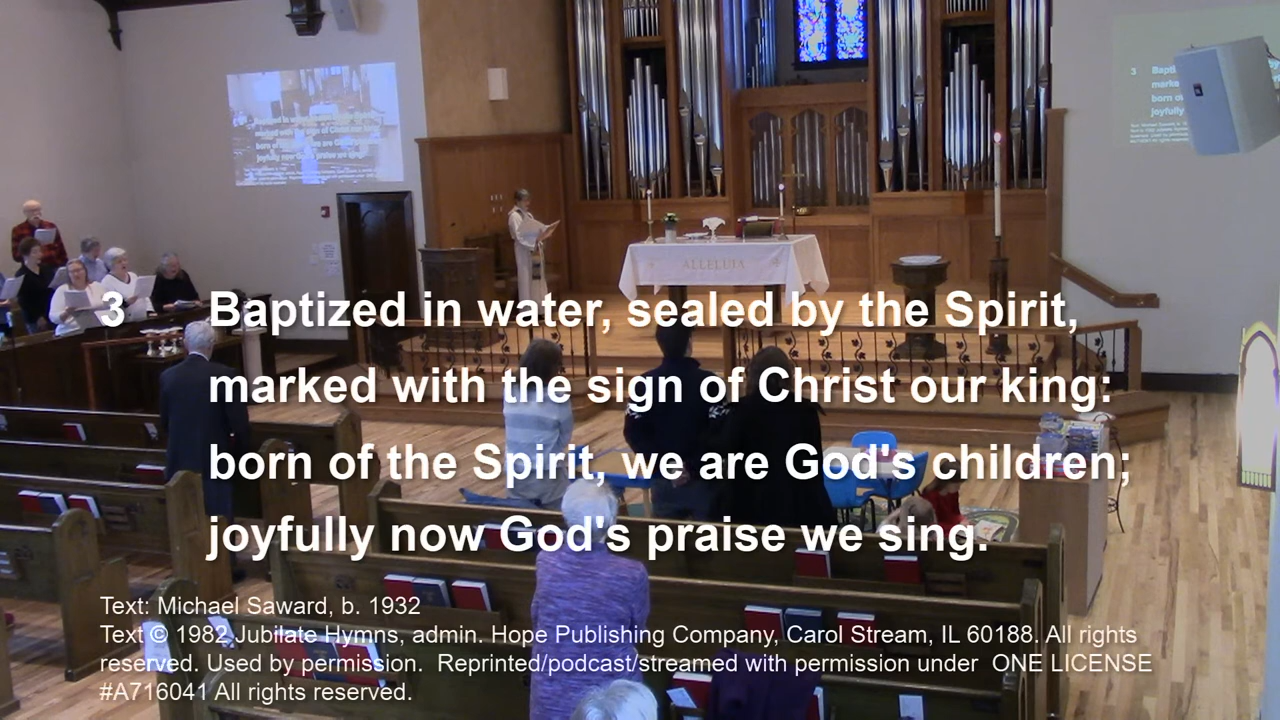 ALLELUIA
3 Baptized in water, sealed by the Spirit,
marked with the sign of Christ our king:
born of the Spirit, we are God's children;
joyfully now God's praise we sing.
Text: Michael Saward, b. 1932
Text © 1982 Jubilate Hymns, admin. Hope Publishing Company, Carol Stream, IL 60188. All rights
reserved. Used by permission.  Reprinted/podcast/streamed with permission under  ONE LICENSE
#A716041 All rights reserved.